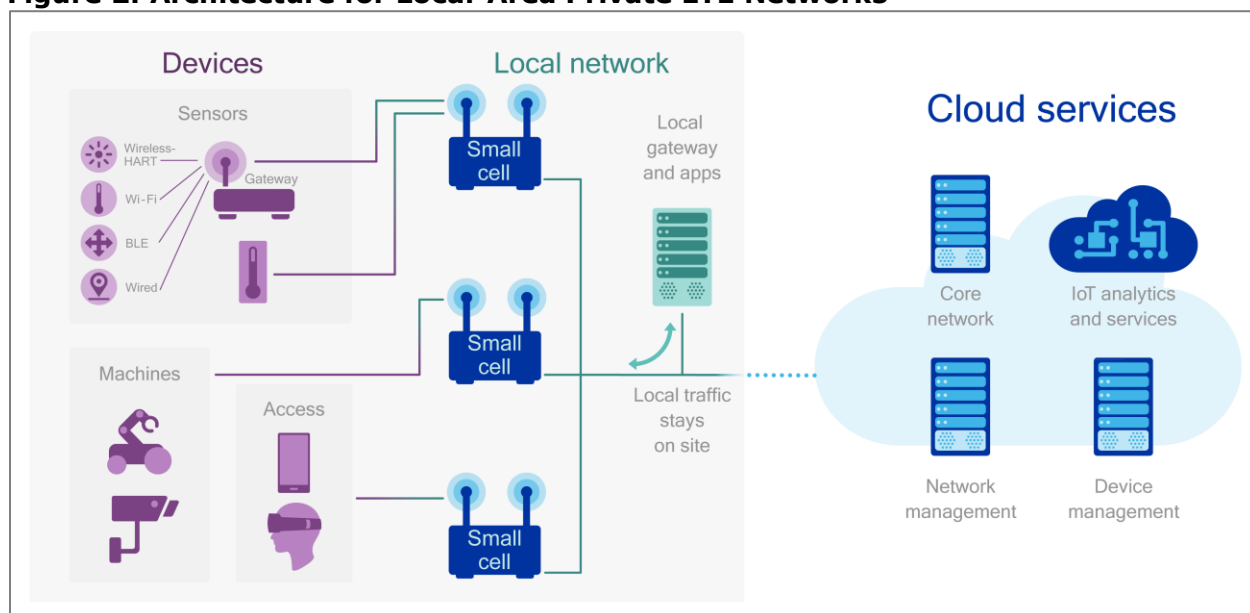 Figure 2: Architecture for Local Area Private LTE Networks
Devices
Local network
Sensors
Wireless-
HART
Wi-Fi
BLE
Wired
Gateway
Machines
Access
Small
cell
Small
cell
Small
cell
Local
gateway
and apps
Local traffic
stays
on site
Cloud services
Core
network
IoT analytics
and services
Network
management
Device
management